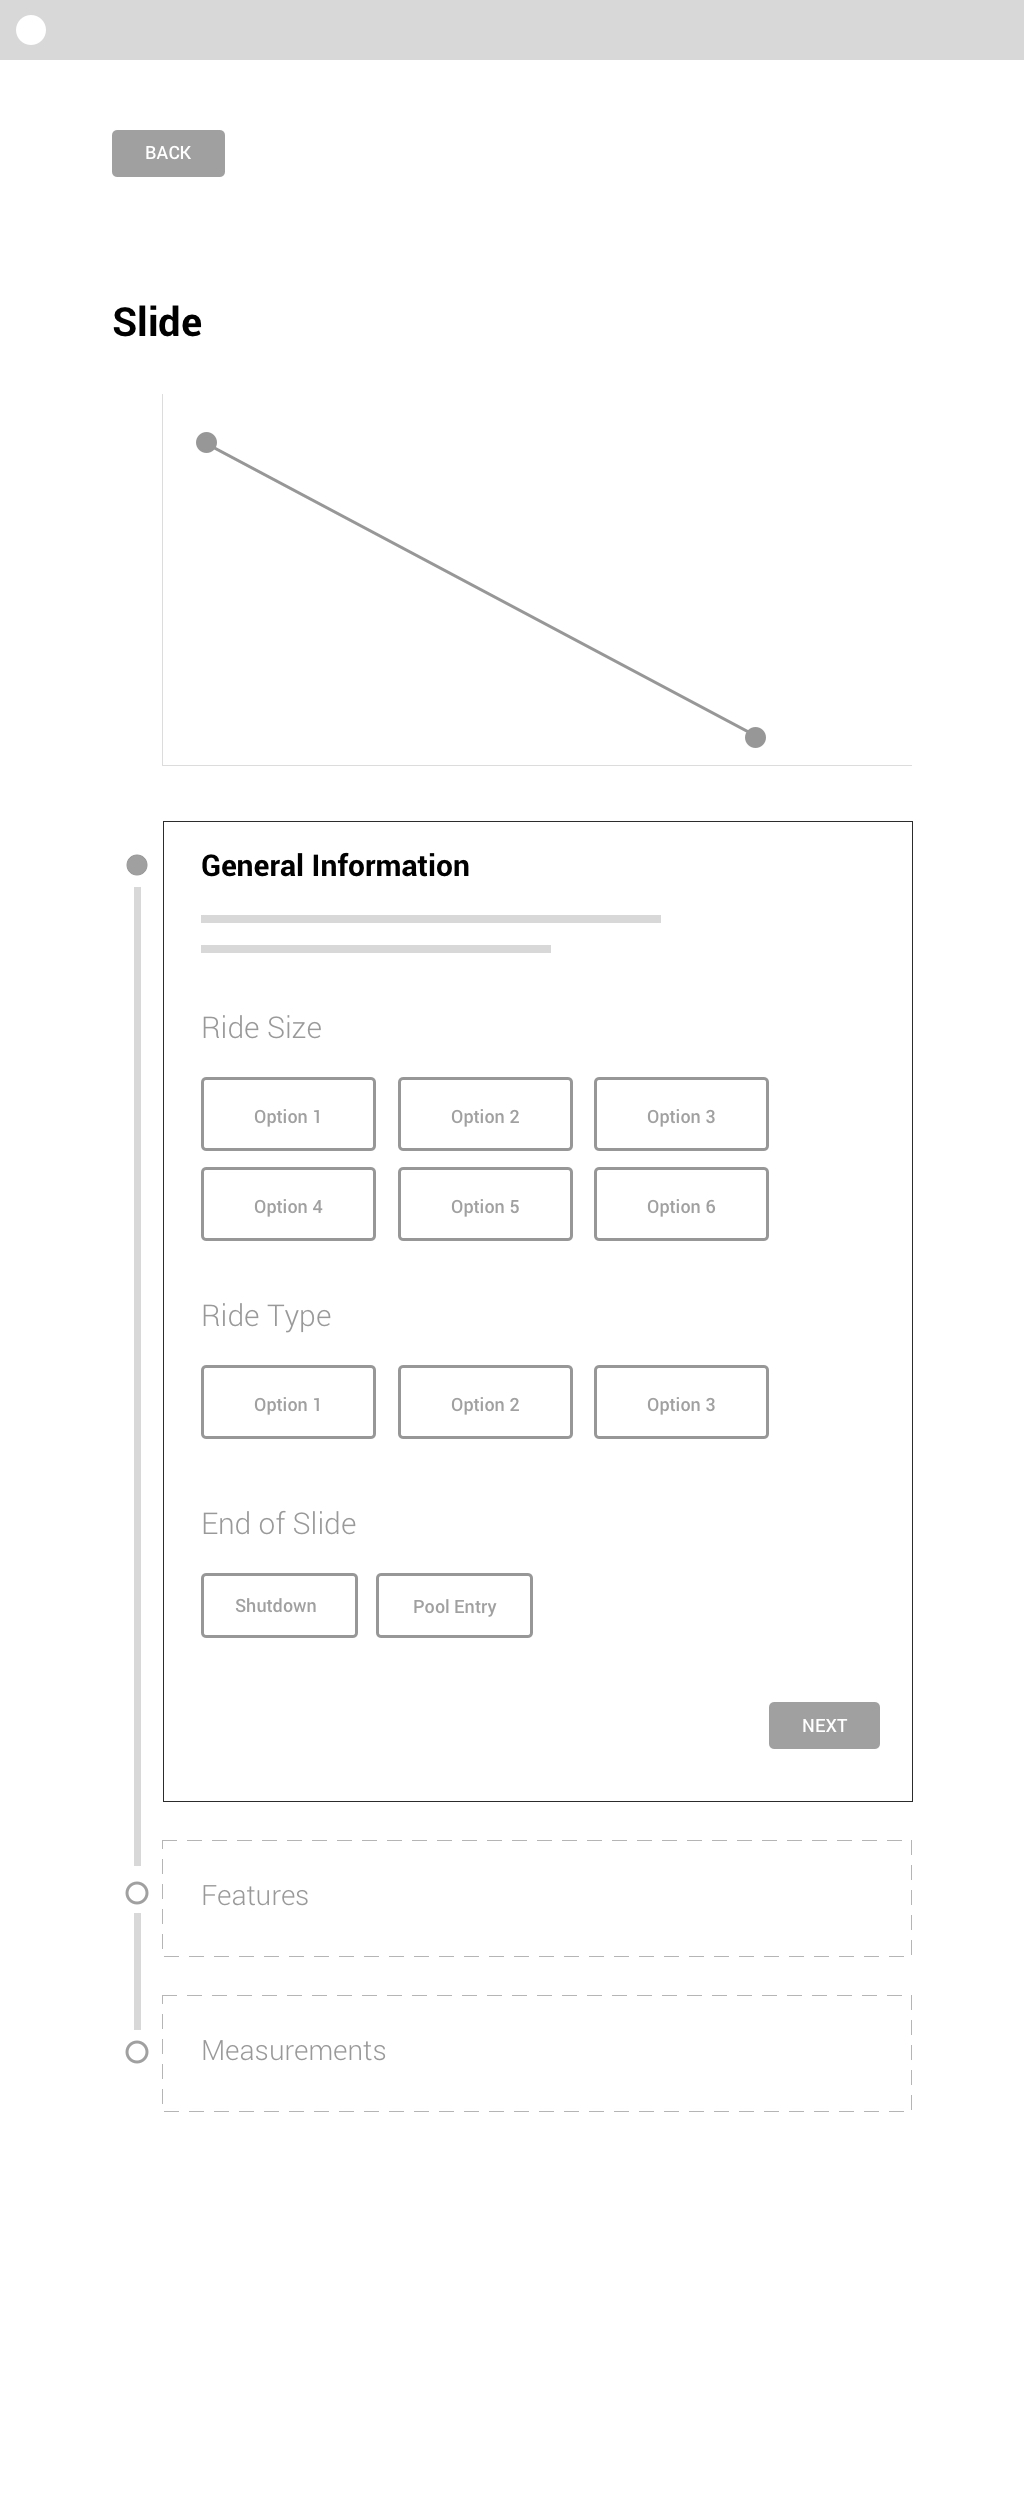 BACK
Slide
General Information
Ride Size
Option 1
Option 2
Option 3
Option 4
Option 5
Option 6
Ride Type
Option 1
Option 2
Option 3
End of Slide
Shutdown
Pool Entry
NEXT
Features
Measurements